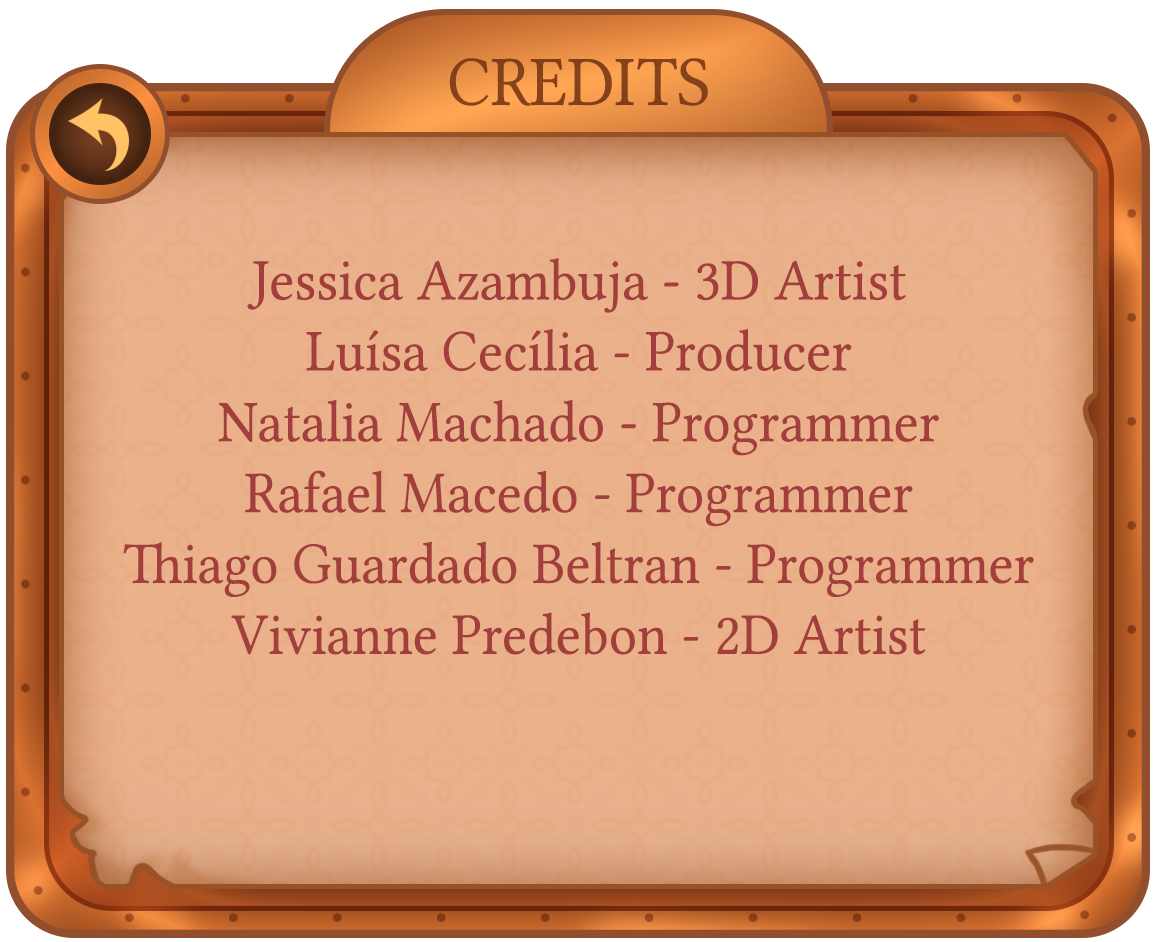 CREDITS
Jessica Azambuja - 3D Artist
Luísa Cecília - Producer
Natalia Machado - Programmer
Rafael Macedo - Programmer
Thiago Guardado Beltran - Programmer
Vivianne Predebon - 2D Artist